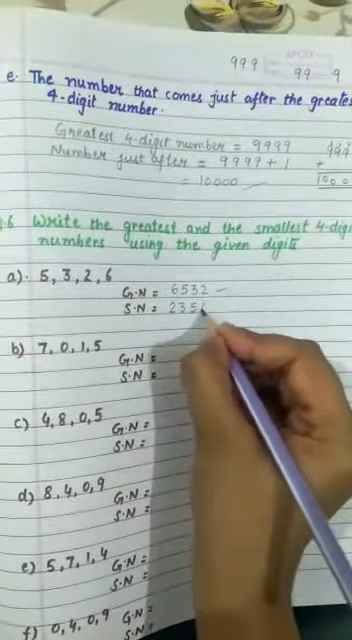 999 99 9
e. The number that comes just after the greates
4-digit number.
Greatest 4-digit number = 9999
Number just after = 9999+1
= 10000
.6 Write the greatest and the smallest 4-dig
numbers using the given digits
a). 5, 3, 2, 6
G.N = 6532
S.N = 235
b) 7, 0, 1, 5
G.N =
S.N =
c) 4, 8, 0, 5
G.N =
S.N =
d) 8, 4, 0, 9
G.N =
S.N =
e) 5, 7, 1, 4
G.N =
S.N =
f) 0, 4, 0, 9
G.N =
S.N =